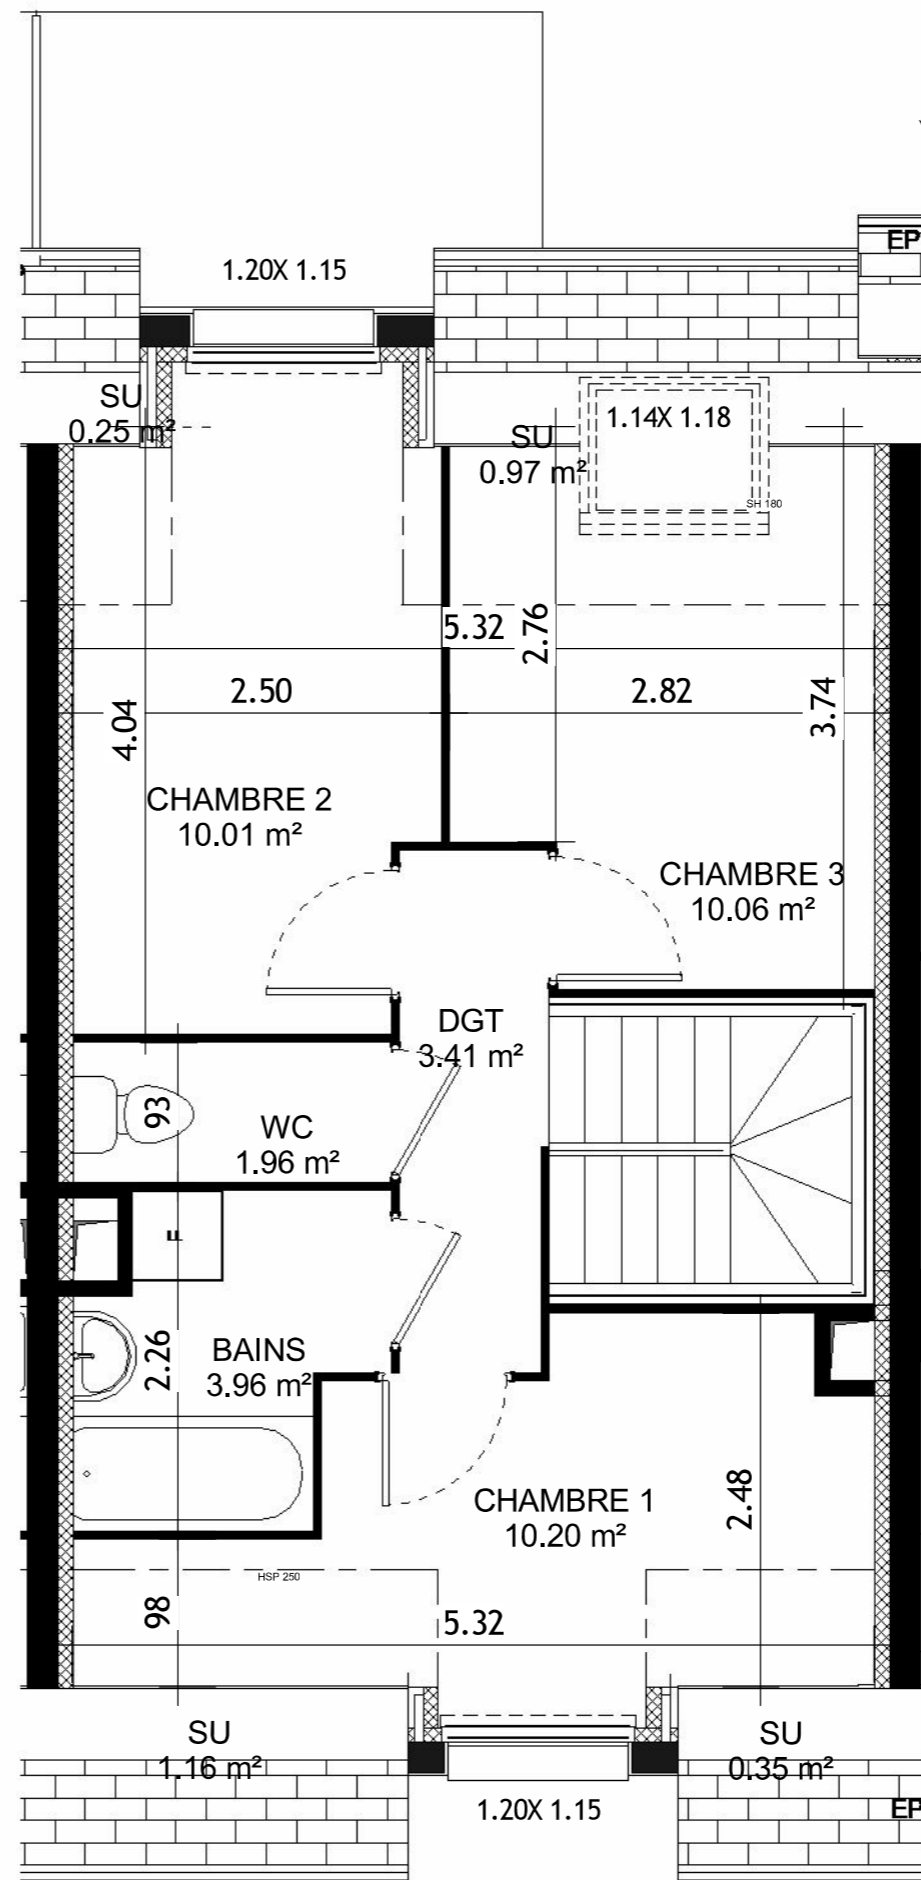 1.20X 1.15
EP
SU
0.25 m²
1.14X 1.18
SU
0.97 m²
SH 180
5.32
2.76
2.50
2.82
4.04
3.74
CHAMBRE 2
10.01 m²
CHAMBRE 3
10.06 m²
DGT
3.41 m²
93
WC
1.96 m²
F
2.26
BAINS
3.96 m²
CHAMBRE 1
10.20 m²
2.48
HSP 250
98
5.32
SU
1.16 m²
SU
0.35 m²
1.20X 1.15
EP